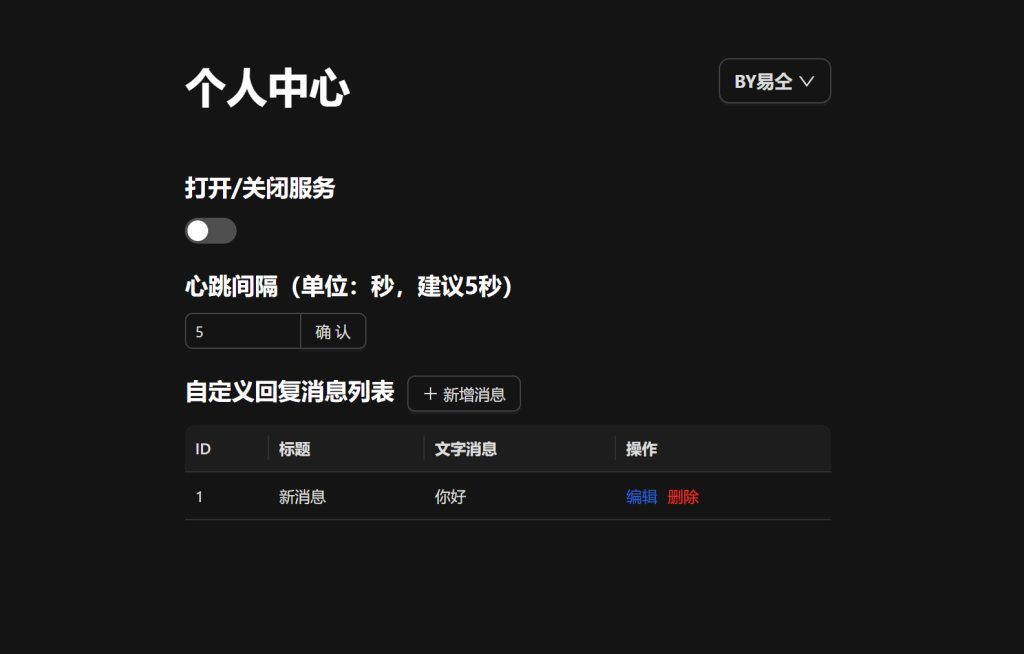 个人中心
BY易仝
打开/关闭服务
心跳间隔（单位：秒，建议5秒）
5 确 认
自定义回复消息列表 新增消息
ID 标题 文字消息 操作
1 新消息 你好 编辑 删除